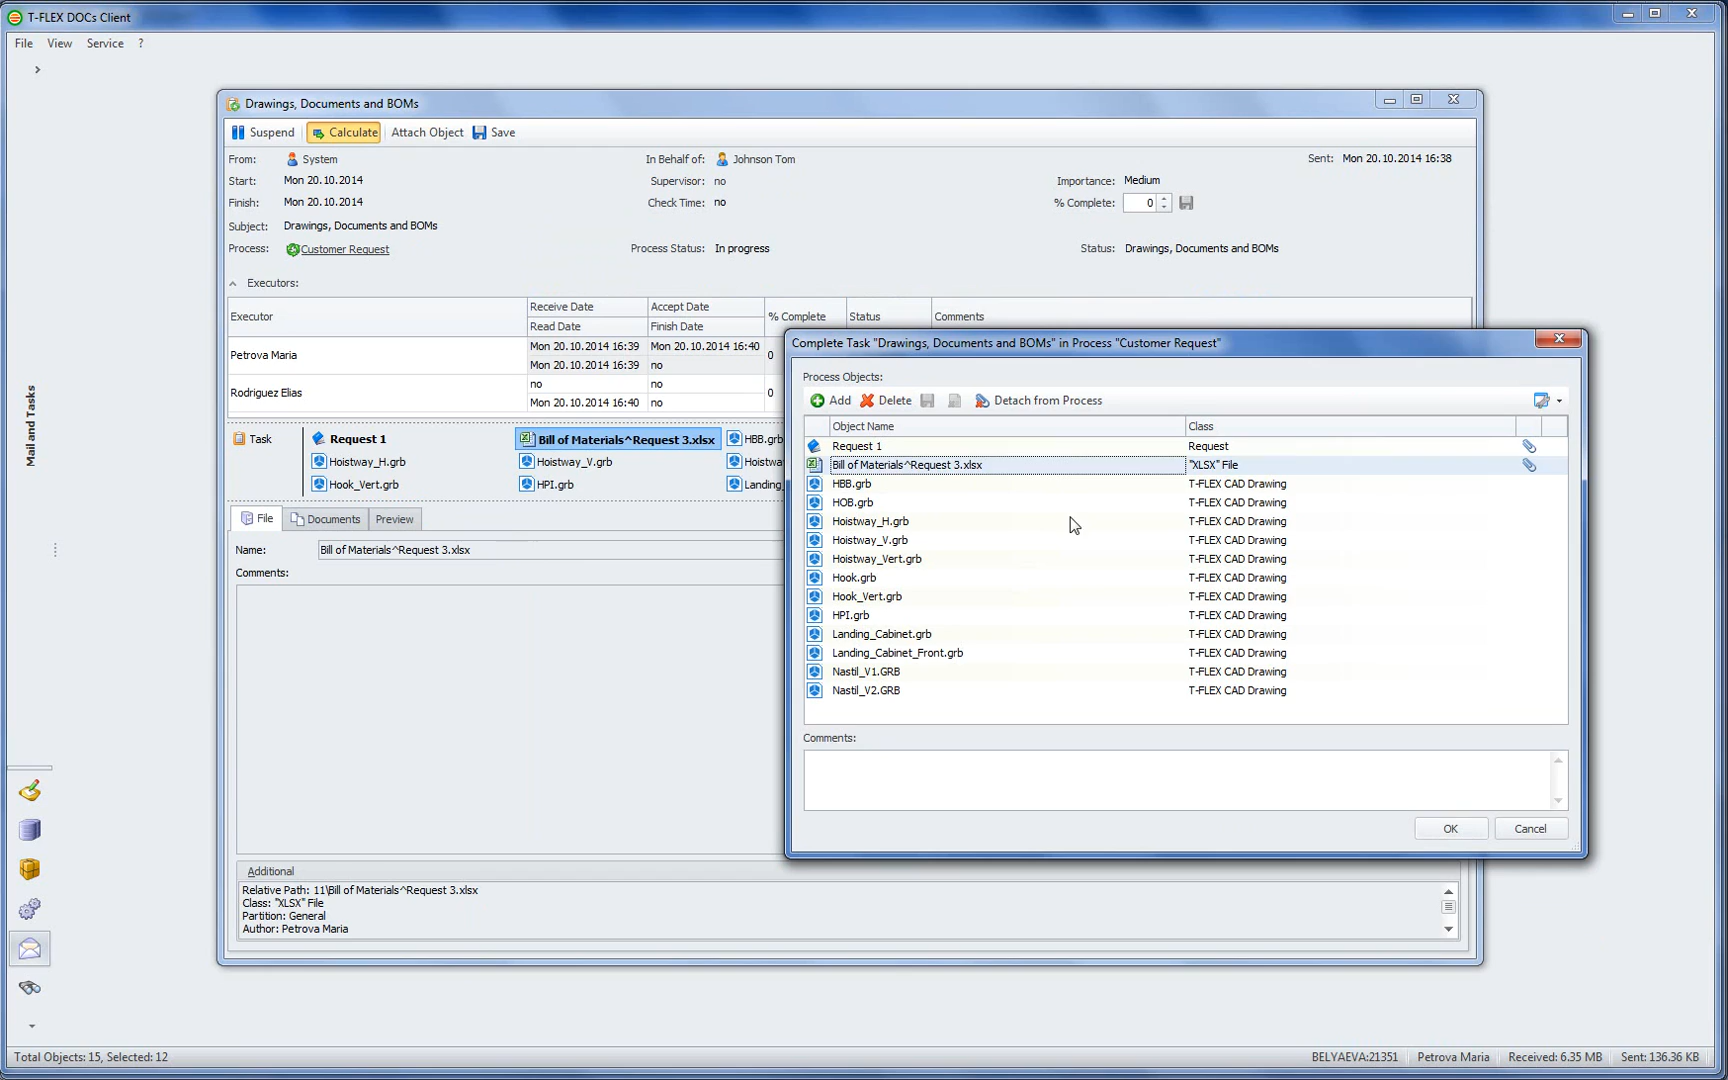 T-FLEX DOCs Client
File View Service ?
Mail and Tasks
Drawings, Documents and BOMs
Suspend Calculate Attach Object Save
From: System In Behalf of: Johnson Tom Sent: Mon 20.10.2014 16:38
Start: Mon 20.10.2014 Supervisor: no Importance: Medium
Finish: Mon 20.10.2014 Check Time: no % Complete: 0
Subject: Drawings, Documents and BOMs
Process: Customer Request Process Status: In progress Status: Drawings, Documents and BOMs
Executors:
Executor Receive Date Accept Date % Complete Status Comments
Read Date Finish Date
Petrova Maria Mon 20.10.2014 16:39 Mon 20.10.2014 16:40 0
Mon 20.10.2014 16:39 no
Rodriguez Elias no no 0
Mon 20.10.2014 16:40 no
Task Request 1 Bill of Materials^Request 3.xlsx HBB.grb
Hoistway_H.grb Hoistway_V.grb Hoistwa
Hook_Vert.grb HPI.grb Landing_
File Documents Preview
Name: Bill of Materials^Request 3.xlsx
Comments:
Additional
Relative Path: 11\Bill of Materials^Request 3.xlsx
Class: "XLSX" File
Partition: General
Author: Petrova Maria
Complete Task "Drawings, Documents and BOMs" in Process "Customer Request"
Process Objects:
Add Delete Detach from Process
Object Name Class
Request 1 Request
Bill of Materials^Request 3.xlsx "XLSX" File
HBB.grb T-FLEX CAD Drawing
HOB.grb T-FLEX CAD Drawing
Hoistway_H.grb T-FLEX CAD Drawing
Hoistway_V.grb T-FLEX CAD Drawing
Hoistway_Vert.grb T-FLEX CAD Drawing
Hook.grb T-FLEX CAD Drawing
Hook_Vert.grb T-FLEX CAD Drawing
HPI.grb T-FLEX CAD Drawing
Landing_Cabinet.grb T-FLEX CAD Drawing
Landing_Cabinet_Front.grb T-FLEX CAD Drawing
Nastil_V1.GRB T-FLEX CAD Drawing
Nastil_V2.GRB T-FLEX CAD Drawing
Comments:
OK Cancel
Total Objects: 15, Selected: 12 BELYAEVA:21351 Petrova Maria Received: 6.35 MB Sent: 136.36 KB